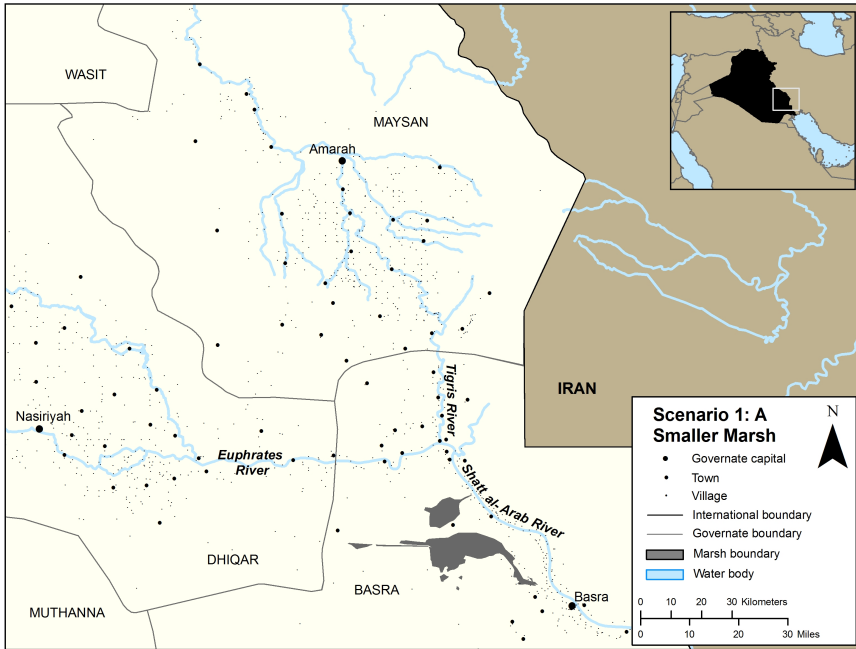 WASIT
MAYSAN
Amarah
Tigris River
IRAN
Nasiriyah
Euphrates
River
Shatt al-Arab River
DHIQAR
BASRA
Basra
MUTHANNA
Scenario 1: A
Smaller Marsh
N
Governate capital
Town
Village
International boundary
Governate boundary
Marsh boundary
Water body
0 10 20 30 Kilometers
0 10 20 30 Miles